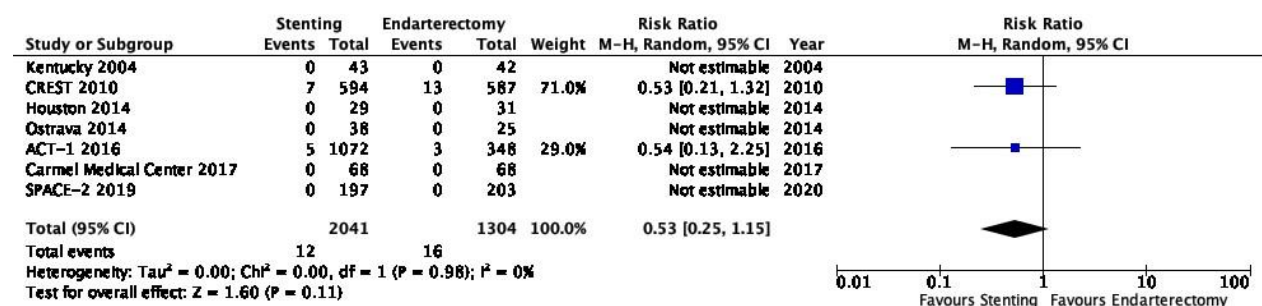 Stenting Endarterectomy Risk Ratio Risk Ratio
Study or Subgroup Events Total Events Total Weight M-H, Random, 95% CI Year M-H, Random, 95% CI
Kentucky 2004 0 43 0 42 Not estimable 2004
CREST 2010 7 594 13 587 71.0% 0.53 [0.21, 1.32] 2010
Houston 2014 0 29 0 31 Not estimable 2014
Ostrava 2014 0 38 0 25 Not estimable 2014
ACT-1 2016 5 1072 3 348 29.0% 0.54 [0.13, 2.25] 2016
Carmel Medical Center 2017 0 68 0 68 Not estimable 2017
SPACE-2 2019 0 197 0 203 Not estimable 2020
Total (95% CI) 2041 1304 100.0% 0.53 [0.25, 1.15]
Total events 12 16
Heterogeneity: Tau² = 0.00; Chi² = 0.00, df = 1 (P = 0.98); I² = 0%
Test for overall effect: Z = 1.60 (P = 0.11)
0.01 0.1 1 10 100
Favours Stenting Favours Endarterectomy